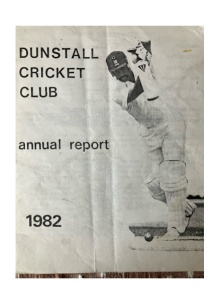 DUNSTALL
CRICKET
CLUB
annual report
1982